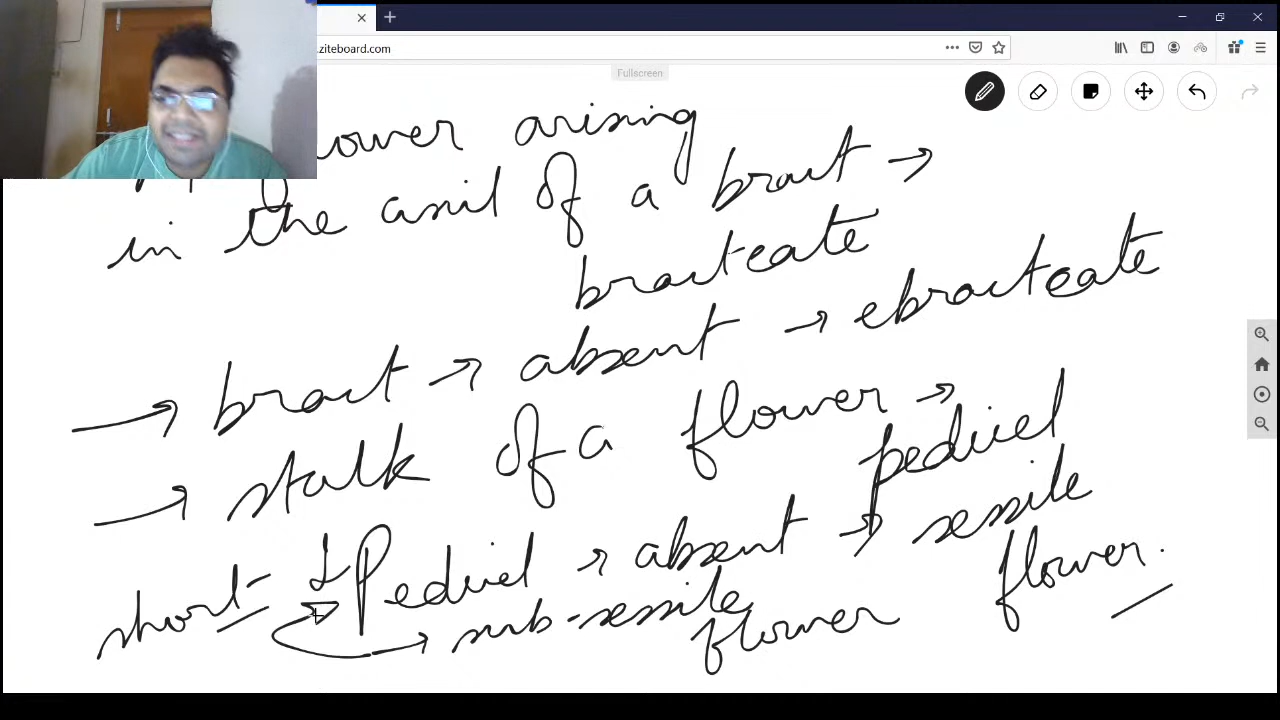 ziteboard.com
Fullscreen
flower arising
in the axil of a bract →
bracteate
→ bract → absent → ebracteate
→ stalk of a flower →
pedicel
Pedicel → absent → sessile
flower.
short
→ sub-sessile
flower